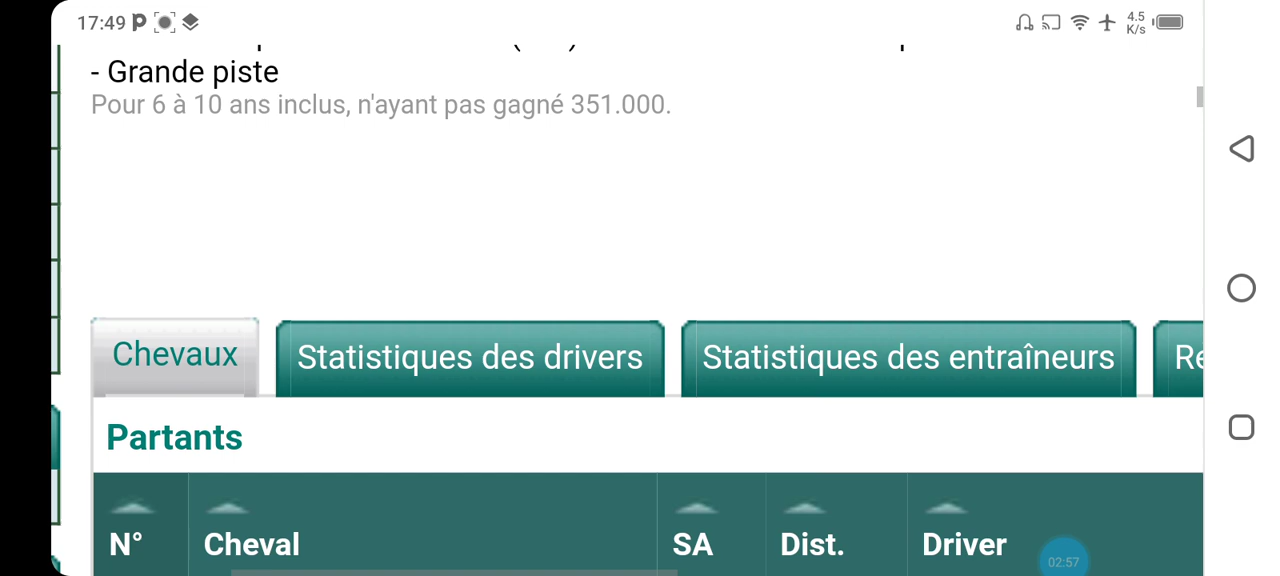 17:49
4.5
K/s
- Grande piste
Pour 6 à 10 ans inclus, n'ayant pas gagné 351.000.
Chevaux
Statistiques des drivers
Statistiques des entraîneurs
Partants
N°
Cheval
SA
Dist.
Driver
02:57